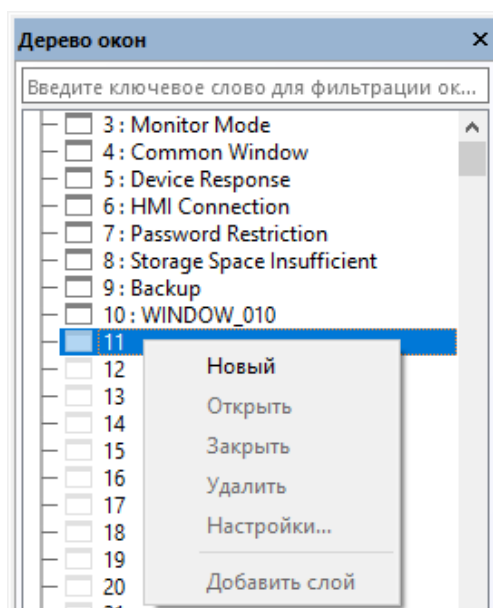 Дерево окон
Введите ключевое слово для фильтрации ок...
3 : Monitor Mode
4 : Common Window
5 : Device Response
6 : HMI Connection
7 : Password Restriction
8 : Storage Space Insufficient
9 : Backup
10 : WINDOW_010
11
12
13
14
15
16
17
18
19
20
21
Новый
Открыть
Закрыть
Удалить
Настройки...
Добавить слой